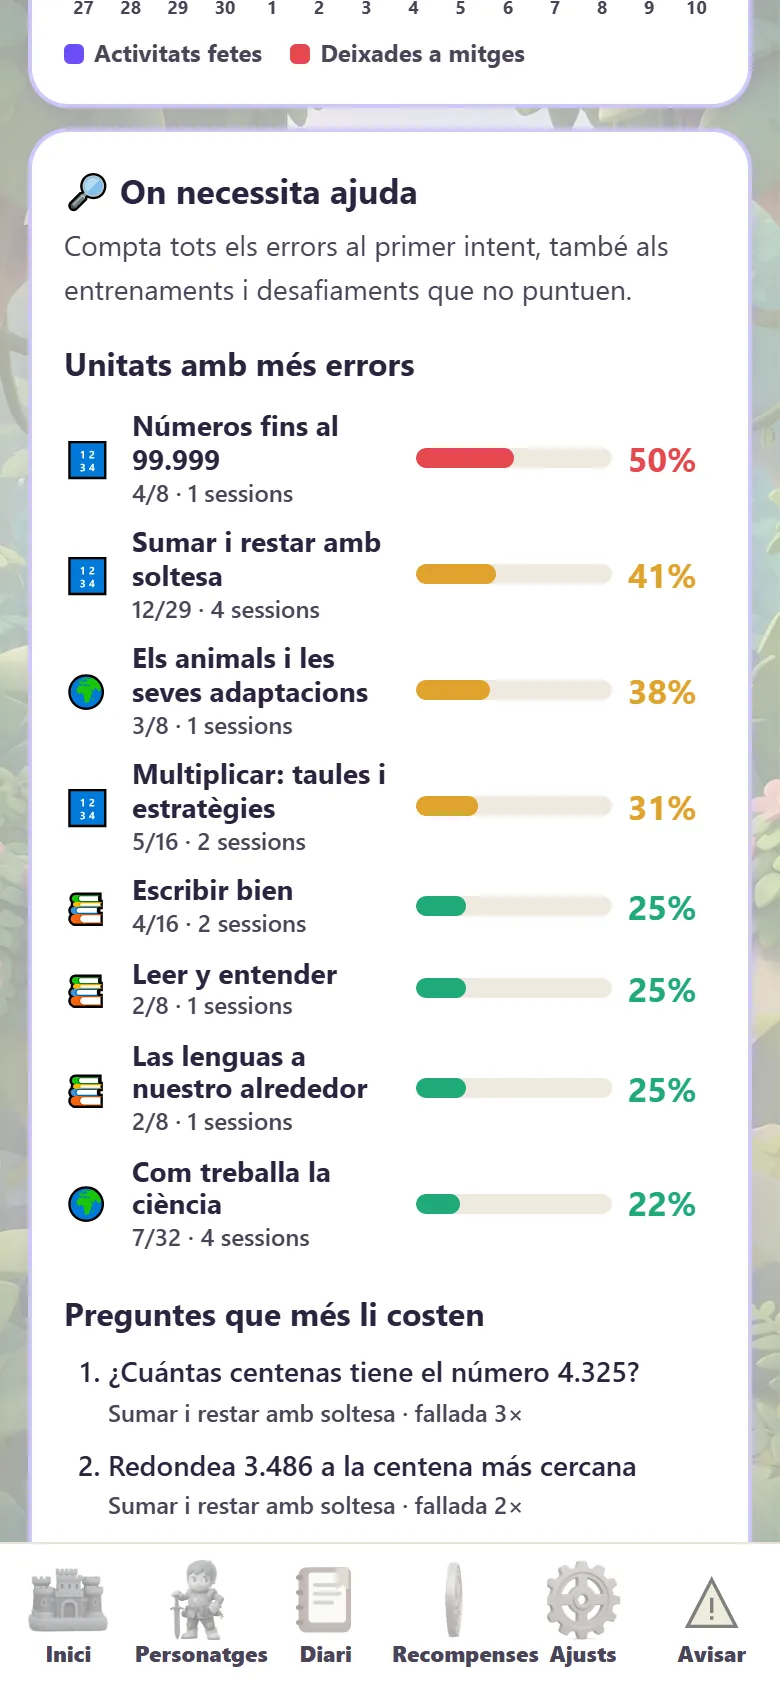 27 28 29 30 1 2 3 4 5 6 7 8 9 10
Activitats fetes Deixades a mitges
On necessita ajuda
Compta tots els errors al primer intent, també als
entrenaments i desafiaments que no puntuen.
Unitats amb més errors
Números fins al
99.999
4/8 · 1 sessions
50%
Sumar i restar amb
soltesa
12/29 · 4 sessions
41%
Els animals i les
seves adaptacions
3/8 · 1 sessions
38%
Multiplicar: taules i
estratègies
5/16 · 2 sessions
31%
Escribir bien
4/16 · 2 sessions
25%
Leer y entender
2/8 · 1 sessions
25%
Las lenguas a
nuestro alrededor
2/8 · 1 sessions
25%
Com treballa la
ciència
7/32 · 4 sessions
22%
Preguntes que més li costen
1. ¿Cuántas centenas tiene el número 4.325?
Sumar i restar amb soltesa · fallada 3×
2. Redondea 3.486 a la centena más cercana
Sumar i restar amb soltesa · fallada 2×
Inici Personatges Diari Recompenses Ajusts Avisar